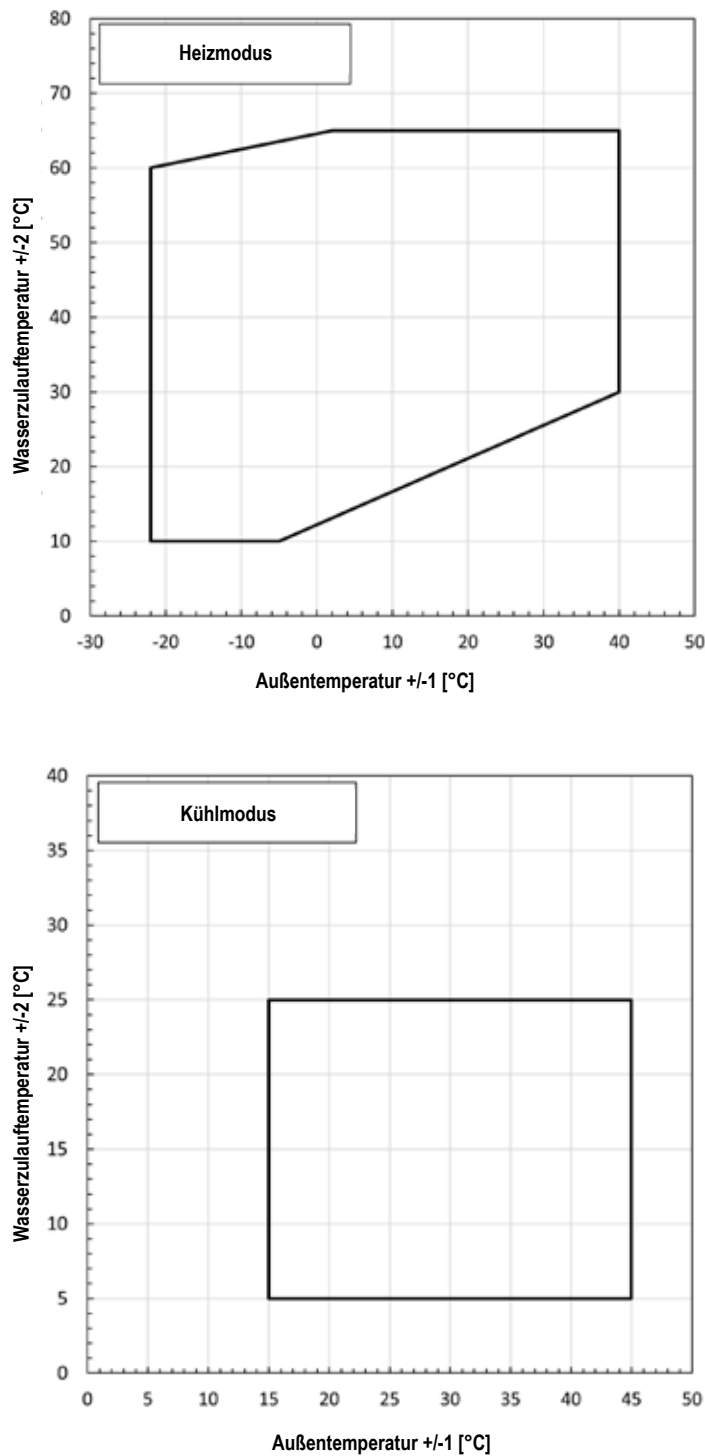 80
Heizmodus
70
60
50
40
30
20
10
0
-30 -20 -10 0 10 20 30 40 50
Wasserzulauftemperatur +/-2 [°C]
Außentemperatur +/-1 [°C]
40
Kühlmodus
35
30
25
20
15
10
5
0
0 5 10 15 20 25 30 35 40 45 50
Wasserzulauftemperatur +/-2 [°C]
Außentemperatur +/-1 [°C]